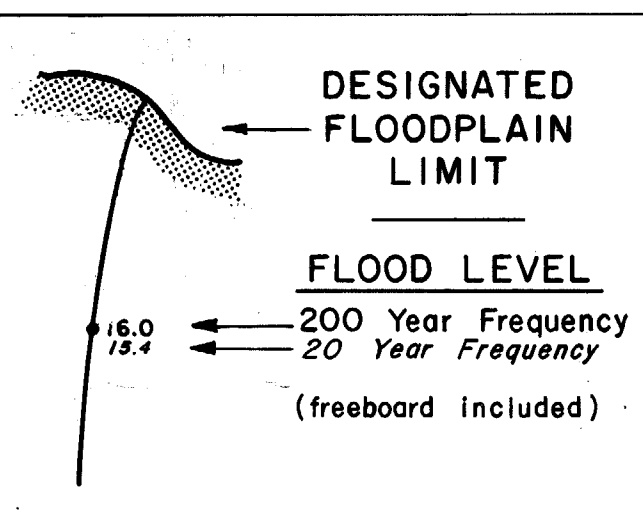 DESIGNATED
FLOODPLAIN
LIMIT
FLOOD LEVEL
16.0 200 Year Frequency
15.4 20 Year Frequency
(freeboard included)